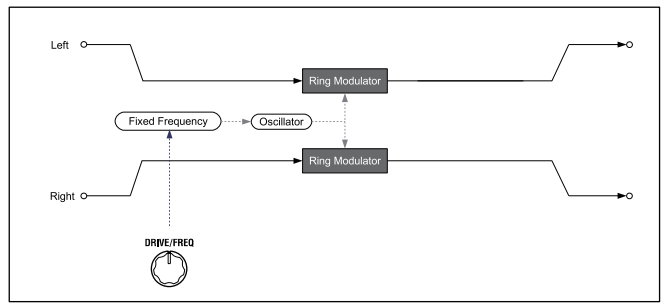 Left
Ring Modulator
Fixed Frequency
Oscillator
Ring Modulator
Right
DRIVE/FREQ